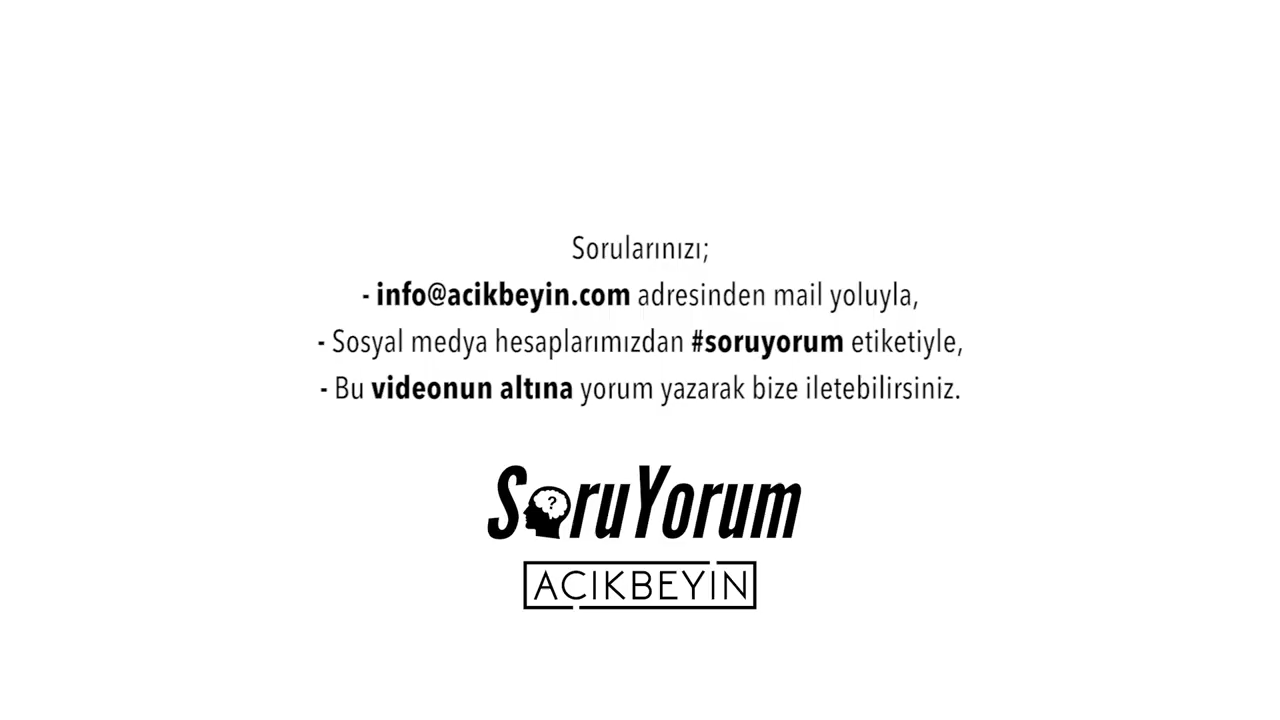 Sorularınızı;
- info@acikbeyin.com adresinden mail yoluyla,
- Sosyal medya hesaplarımızdan #soruyorum etiketiyle,
- Bu videonun altına yorum yazarak bize iletebilirsiniz.
SoruYorum
AÇIKBEYİN